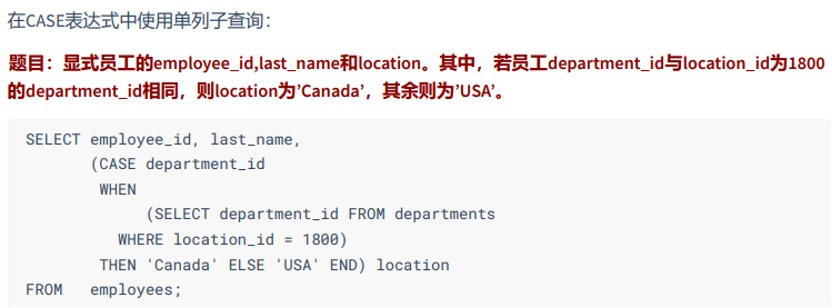 在CASE表达式中使用单列子查询：
题目：显式员工的employee_id,last_name和location。其中，若员工department_id与location_id为1800
的department_id相同，则location为’Canada’，其余则为’USA’。
SELECT employee_id, last_name,
(CASE department_id
WHEN
(SELECT department_id FROM departments
WHERE location_id = 1800)
THEN 'Canada' ELSE 'USA' END) location
FROM employees;